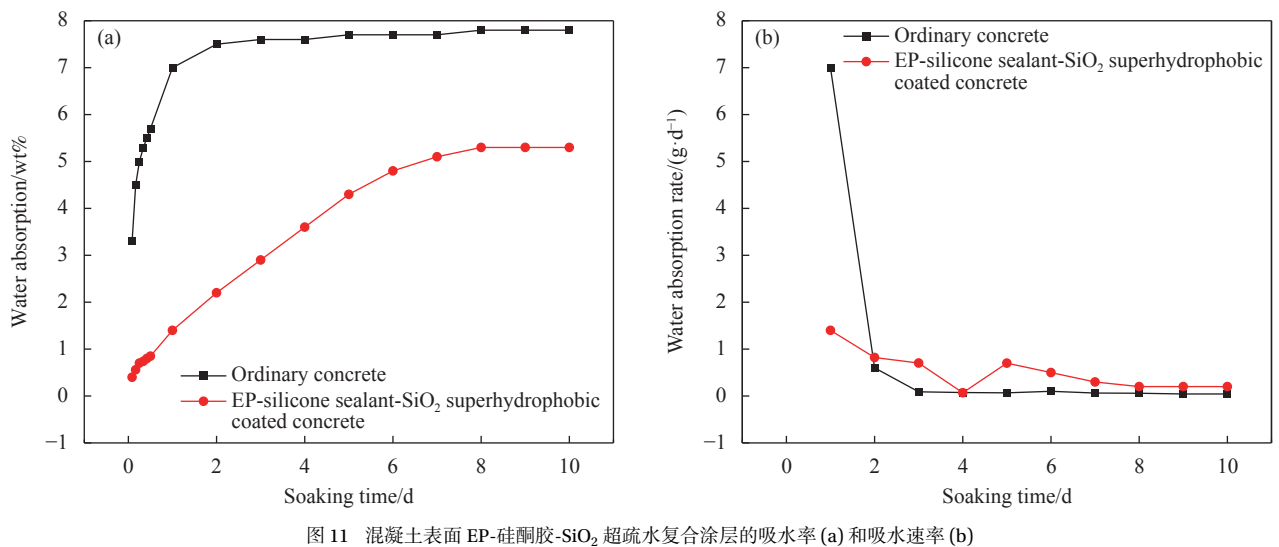 (a)
8
7
6
5
4
3
2
1
0
−1
Water absorption/wt%
Ordinary concrete
EP-silicone sealant-SiO₂ superhydrophobic
coated concrete
0 2 4 6 8 10
Soaking time/d
(b)
8
7
6
5
4
3
2
1
0
−1
Water absorption rate/(g·d⁻¹)
Ordinary concrete
EP-silicone sealant-SiO₂ superhydrophobic
coated concrete
0 2 4 6 8 10
Soaking time/d
图 11 混凝土表面 EP-硅酮胶-SiO₂ 超疏水复合涂层的吸水率 (a) 和吸水速率 (b)